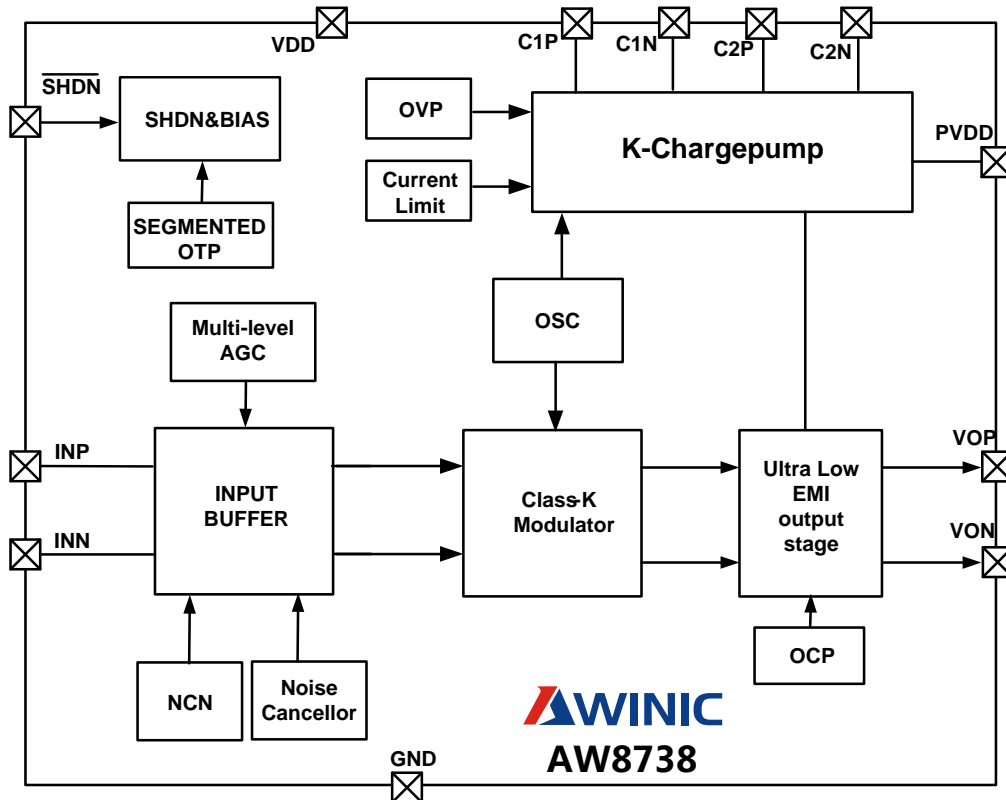 VDD
C1P
C1N
C2P
C2N
SHDN
SHDN&BIAS
OVP
K-Chargepump
PVDD
Current
Limit
SEGMENTED
OTP
Multi-level
AGC
OSC
INP
INPUT
BUFFER
INN
Class-K
Modulator
Ultra Low
EMI
output
stage
VOP
VON
NCN
Noise
Cancellor
OCP
AWINIC
AW8738
GND